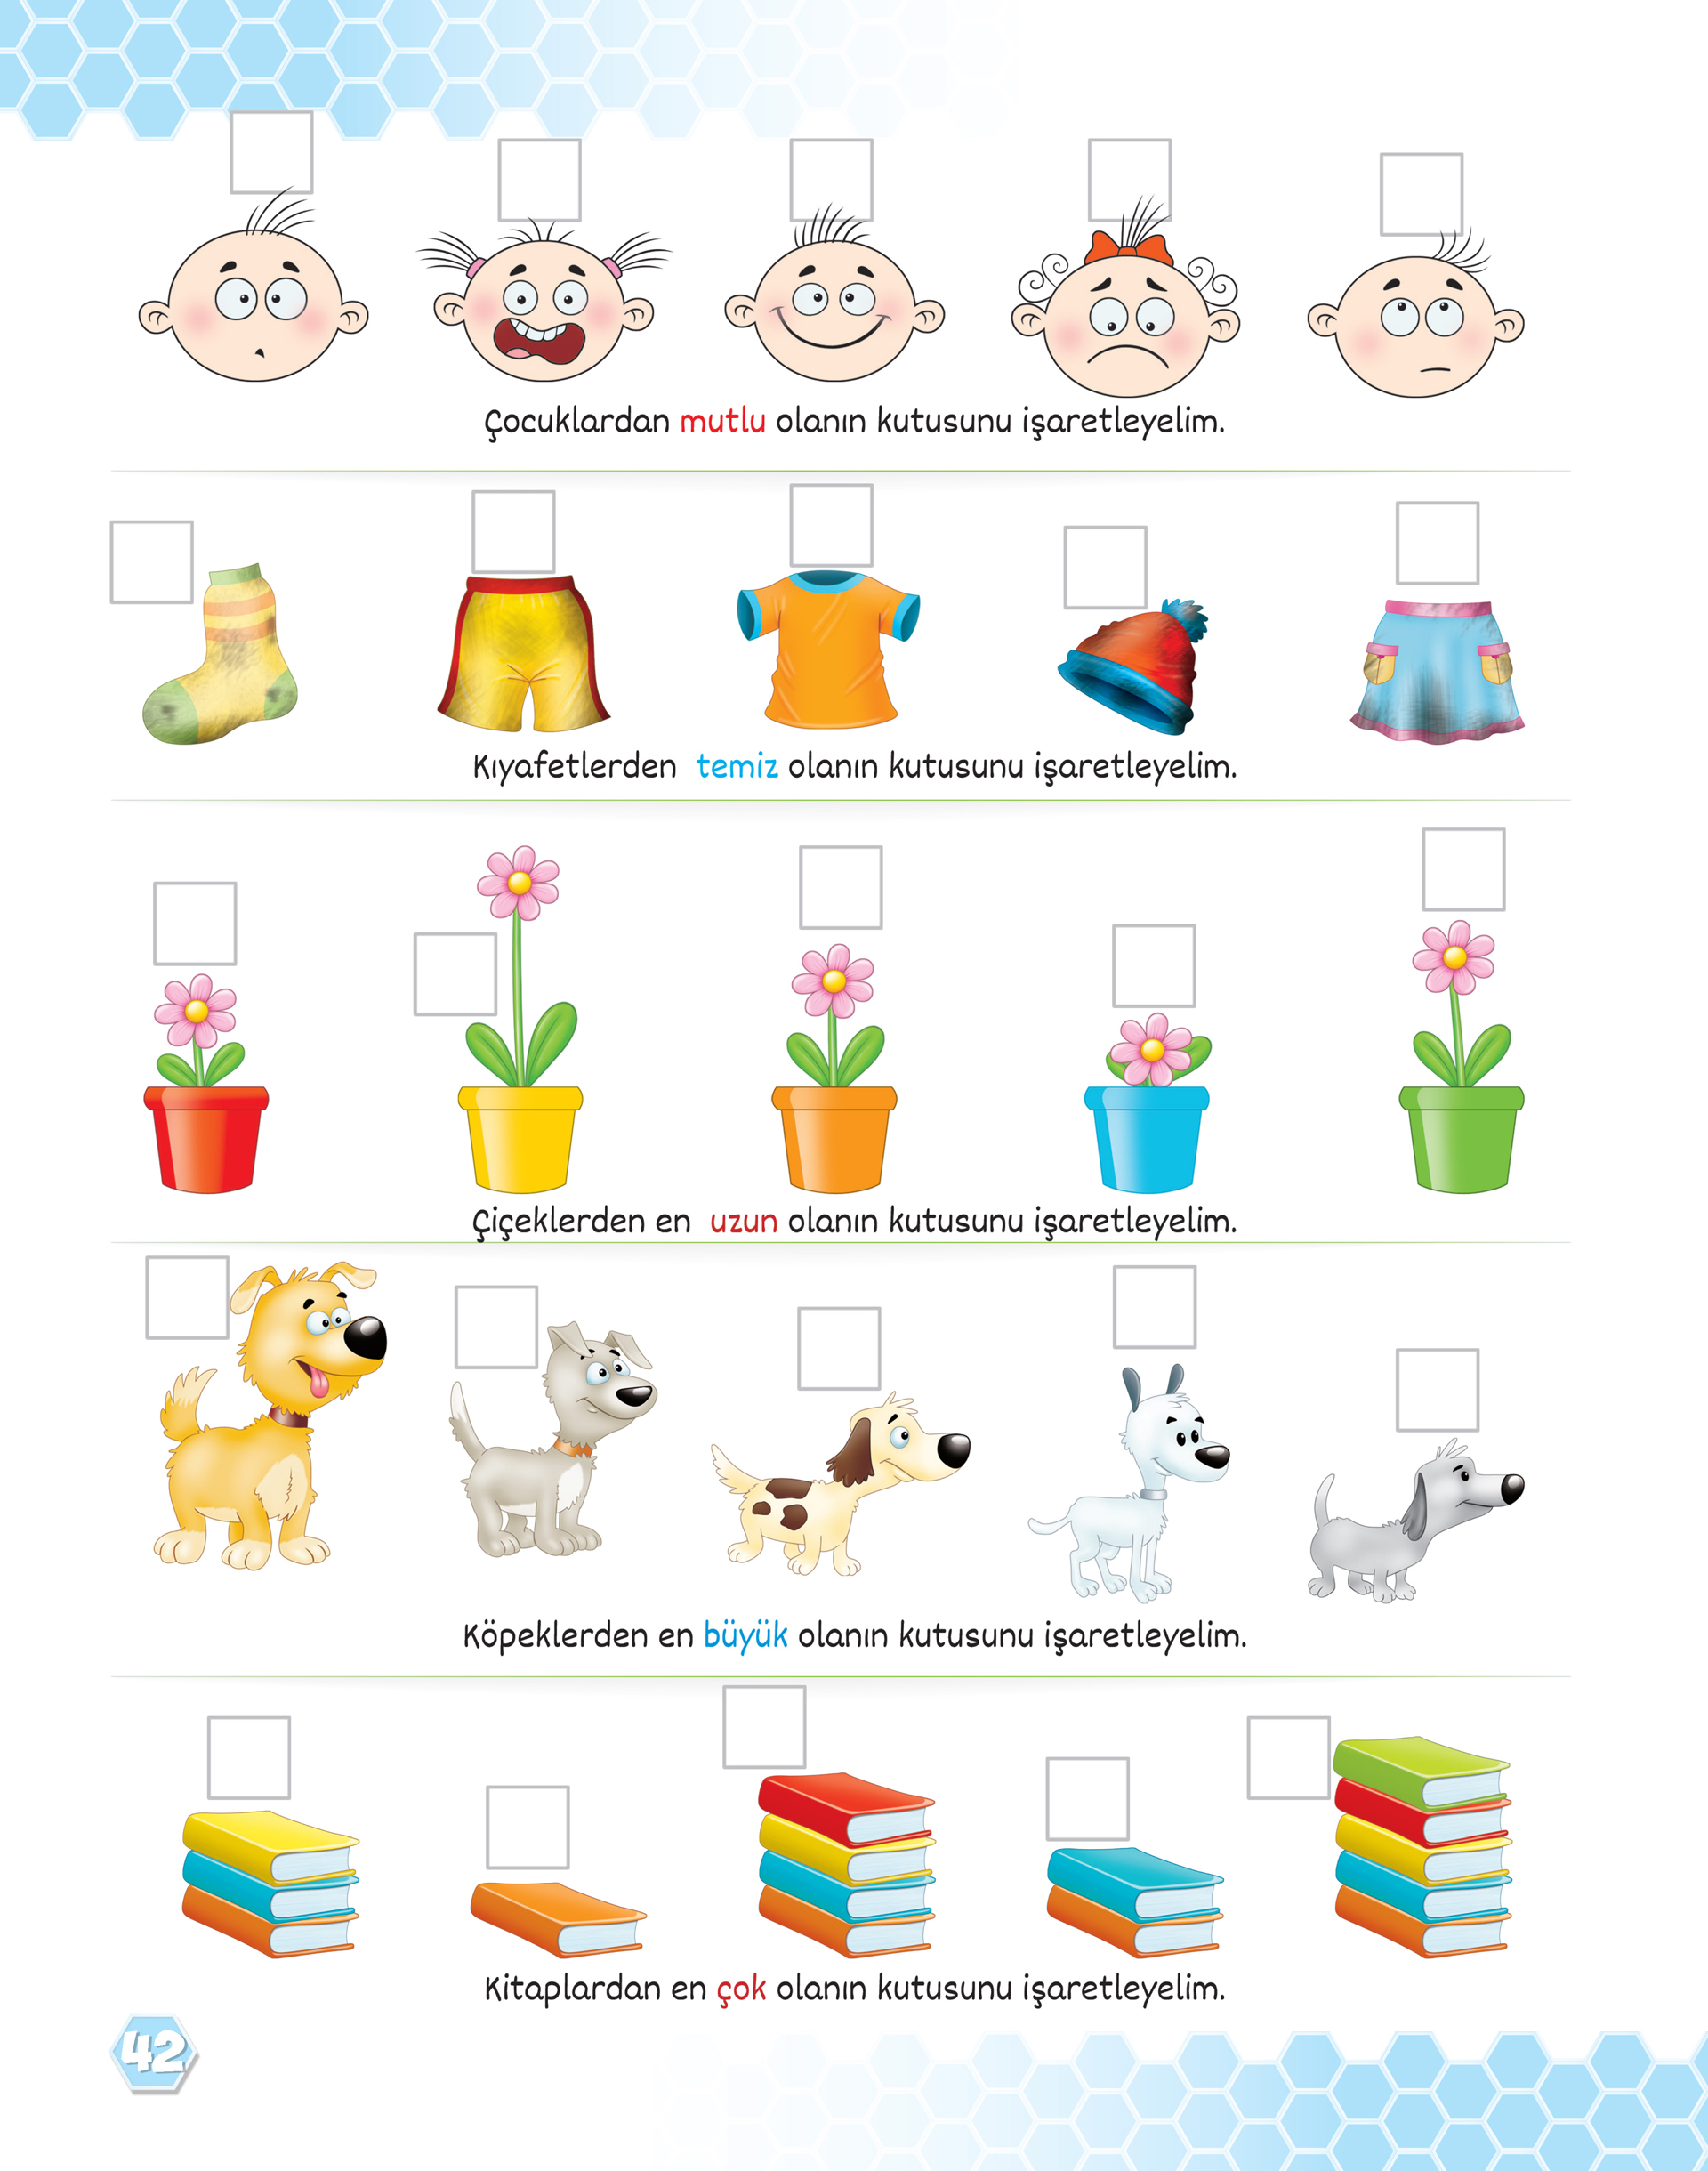 Çocuklardan mutlu olanın kutusunu işaretleyelim.
Kıyafetlerden temiz olanın kutusunu işaretleyelim.
Çiçeklerden en uzun olanın kutusunu işaretleyelim.
Köpeklerden en büyük olanın kutusunu işaretleyelim.
Kitaplardan en çok olanın kutusunu işaretleyelim.
42